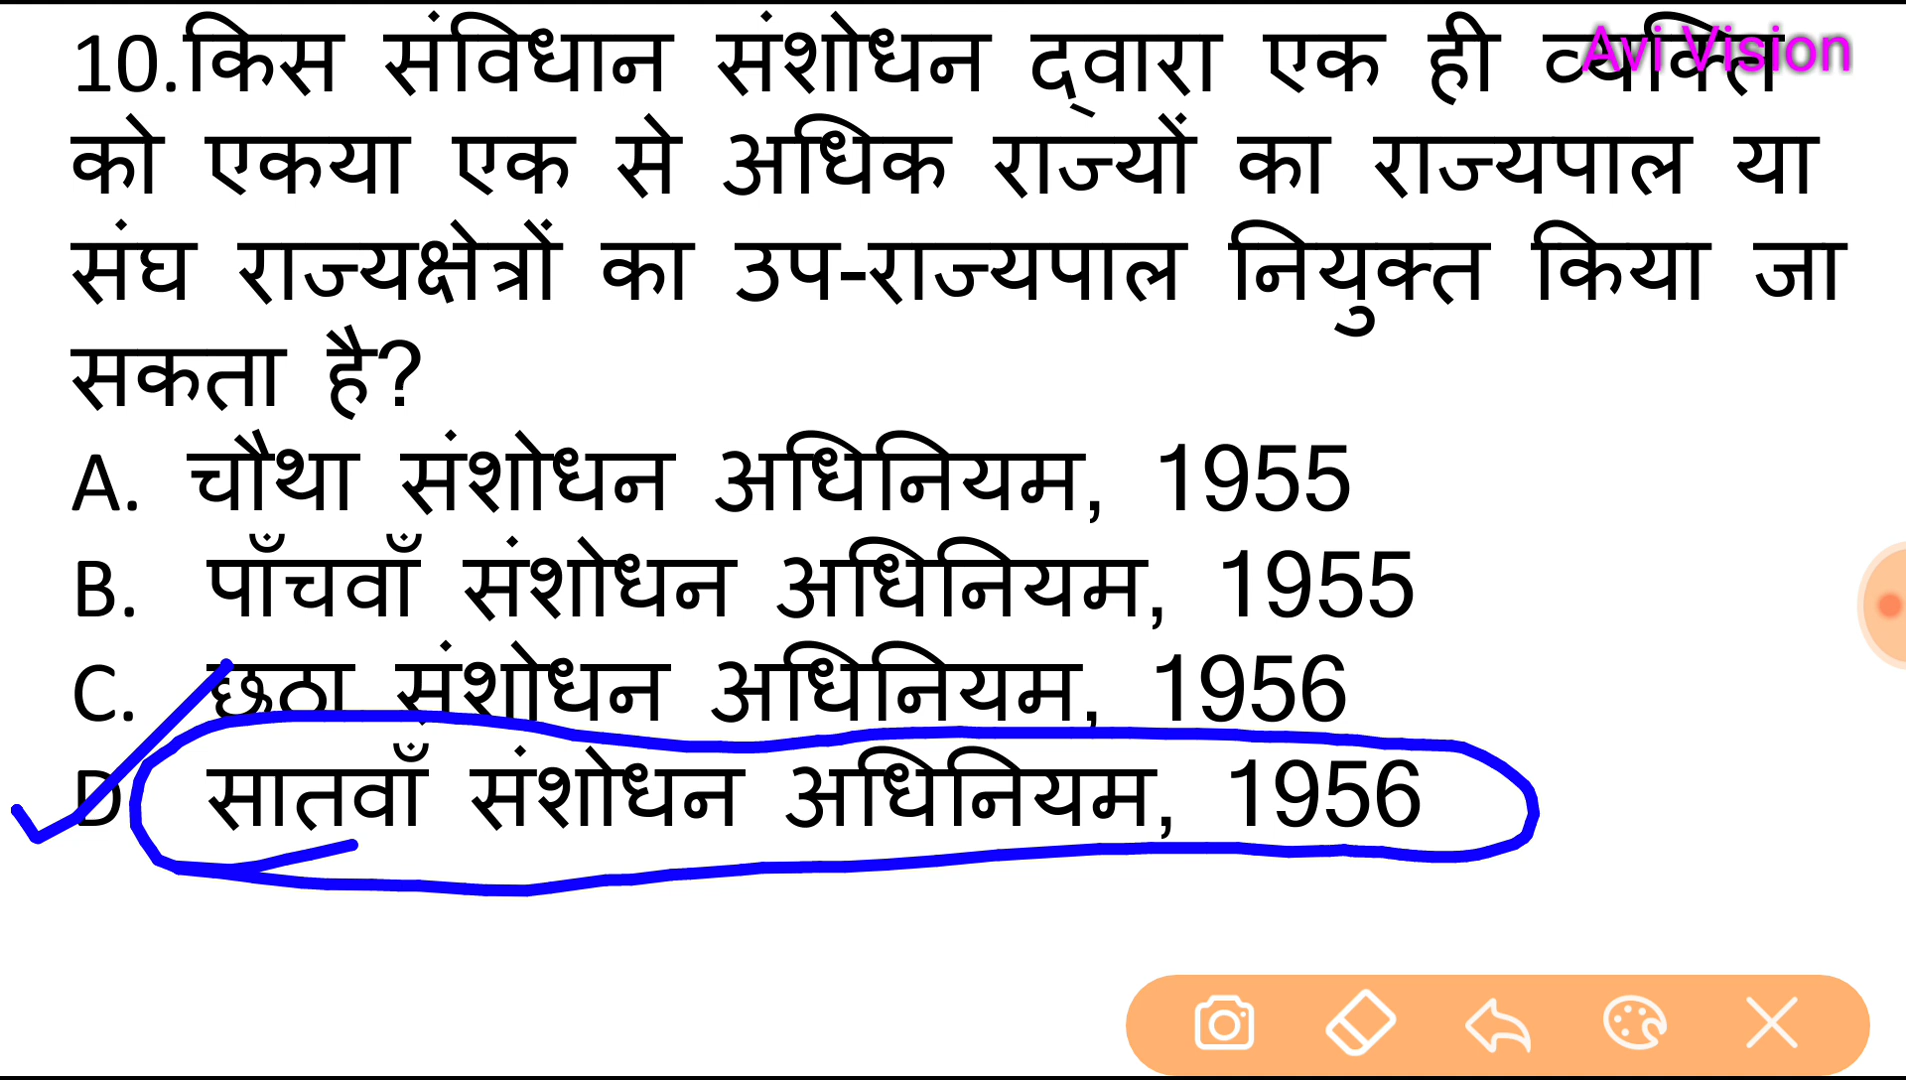 10.किस संविधान संशोधन द्वारा एक ही व्यक्ति Avi Vision
को एकया एक से अधिक राज्यों का राज्यपाल या
संघ राज्यक्षेत्रों का उप-राज्यपाल नियुक्त किया जा
सकता है?
A. चौथा संशोधन अधिनियम, 1955
B. पाँचवाँ संशोधन अधिनियम, 1955
C. छठा संशोधन अधिनियम, 1956
D. सातवाँ संशोधन अधिनियम, 1956